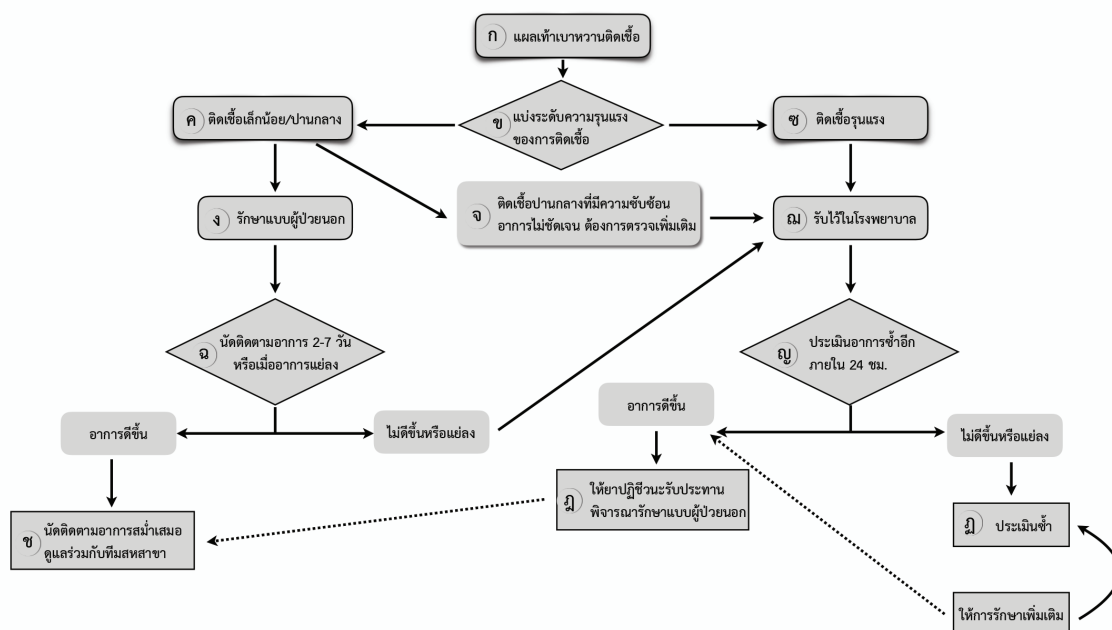 ก แผลเท้าเบาหวานติดเชื้อ
ค ติดเชื้อเล็กน้อย/ปานกลาง
ข แบ่งระดับความรุนแรง
ของการติดเชื้อ
ซ ติดเชื้อรุนแรง
ง รักษาแบบผู้ป่วยนอก
จ ติดเชื้อปานกลางที่มีความซับซ้อน
อาการไม่ชัดเจน ต้องการตรวจเพิ่มเติม
ฌ รับไว้ในโรงพยาบาล
ฉ นัดติดตามอาการ 2-7 วัน
หรือเมื่ออาการแย่ลง
ญ ประเมินอาการซ้ำอีก
ภายใน 24 ชม.
อาการดีขึ้น
ไม่ดีขึ้นหรือแย่ลง
อาการดีขึ้น
ไม่ดีขึ้นหรือแย่ลง
ช นัดติดตามอาการสม่ำเสมอ
ดูแลร่วมกับทีมสหสาขา
ฎ ให้ยาปฏิชีวนะรับประทาน
พิจารณารักษาแบบผู้ป่วยนอก
ฏ ประเมินซ้ำ
ให้การรักษาเพิ่มเติม